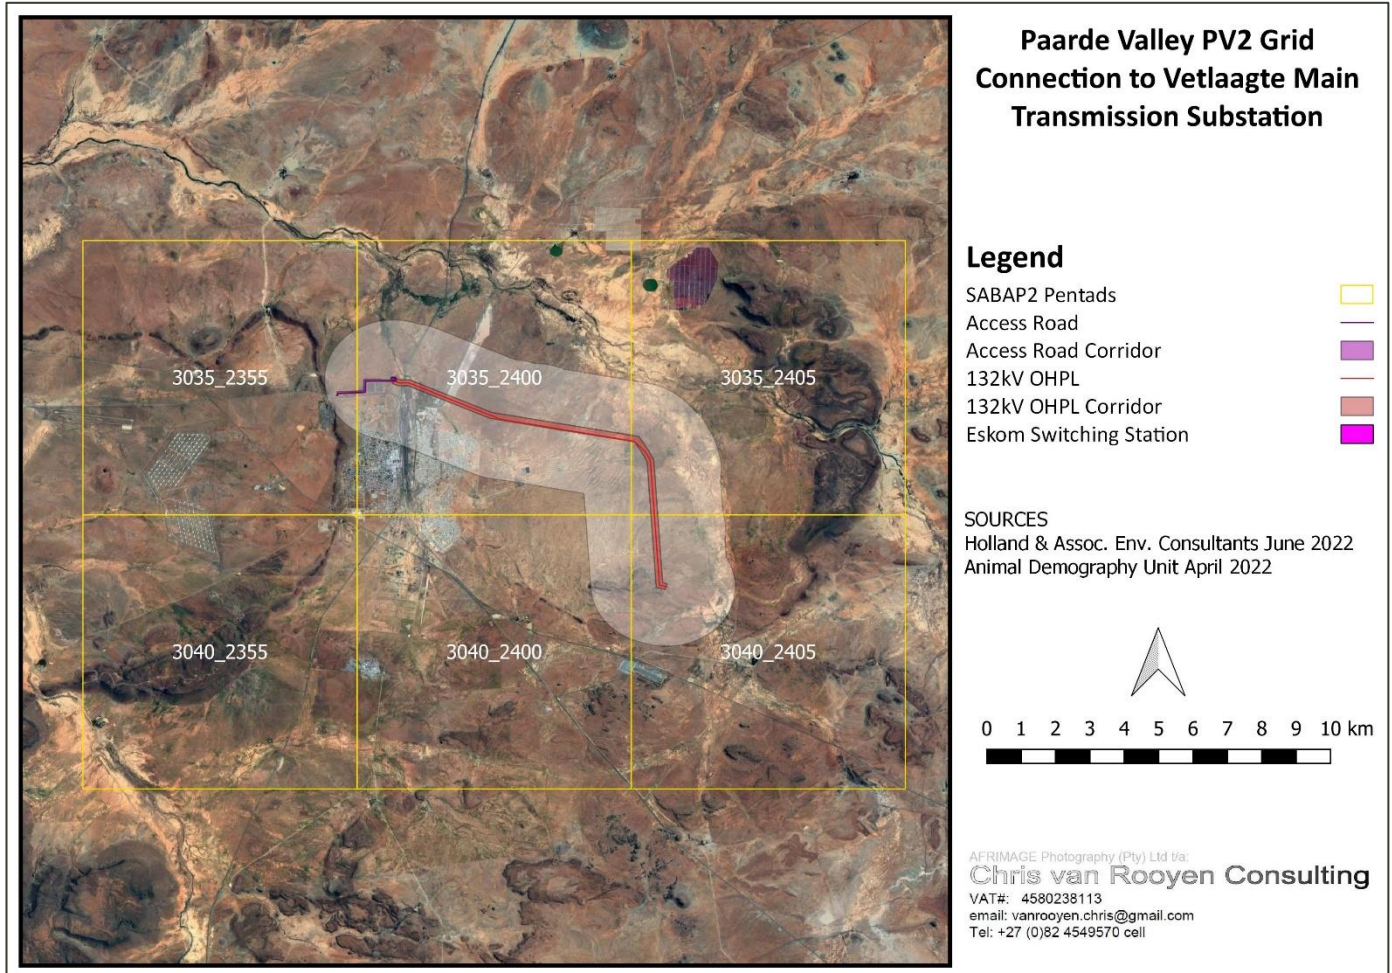 Paarde Valley PV2 Grid
Connection to Vetlaagte Main
Transmission Substation
Legend
SABAP2 Pentads
Access Road
Access Road Corridor
132kV OHPL
132kV OHPL Corridor
Eskom Switching Station
SOURCES
Holland & Assoc. Env. Consultants June 2022
Animal Demography Unit April 2022
0 1 2 3 4 5 6 7 8 9 10 km
AFRIMAGE Photography (Pty) Ltd t/a:
Chris van Rooyen Consulting
VAT#: 4580238113
email: vanrooyen.chris@gmail.com
Tel: +27 (0)82 4549570 cell
3035_2355 3035_2400 3035_2405
3040_2355 3040_2400 3040_2405